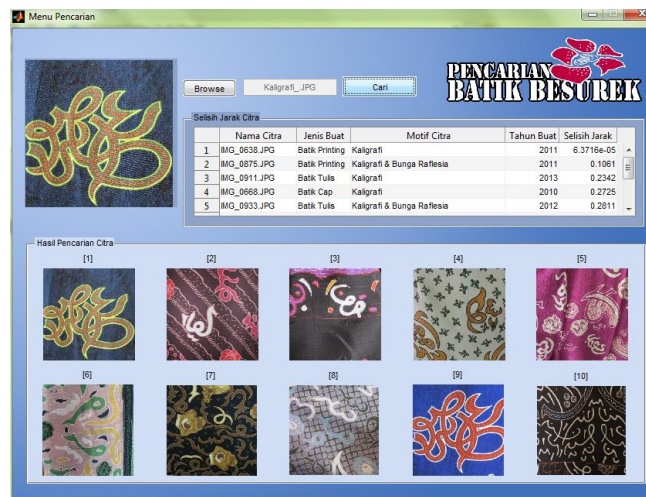 Menu Pencarian
PENCARIAN
BATIK BESUREK
Browse
Kaligrafi_.JPG
Cari
Selisih Jarak Citra
Nama Citra Jenis Buat Motif Citra Tahun Buat Selisih Jarak
1 IMG_0638.JPG Batik Printing Kaligrafi 2011 6.3716e-05
2 IMG_0875.JPG Batik Printing Kaligrafi & Bunga Raflesia 2011 0.1061
3 IMG_0911.JPG Batik Tulis Kaligrafi 2013 0.2342
4 IMG_0668.JPG Batik Cap Kaligrafi 2010 0.2725
5 IMG_0933.JPG Batik Tulis Kaligrafi & Bunga Raflesia 2012 0.2811
Hasil Pencarian Citra
[1] [2] [3] [4] [5]
[6] [7] [8] [9] [10]